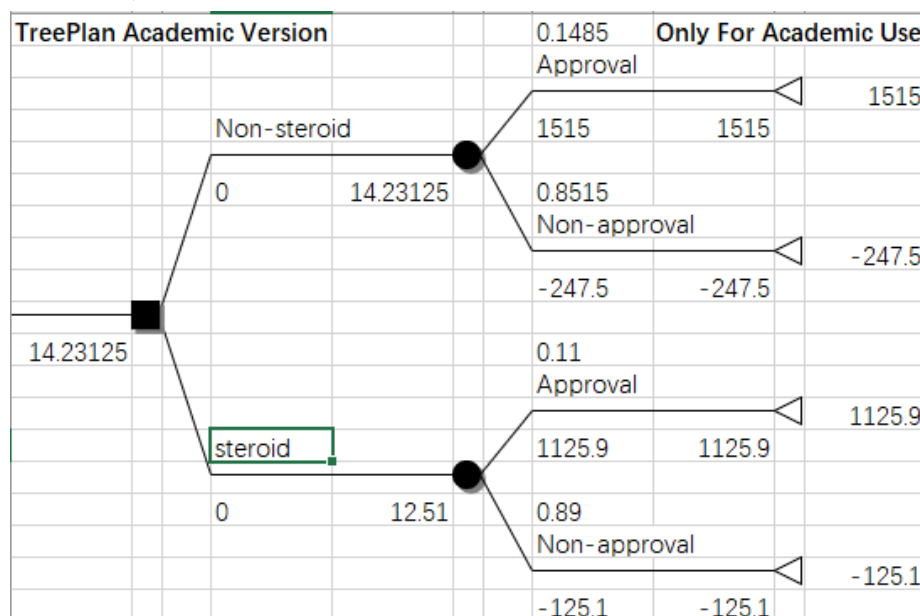 TreePlan Academic Version 0.1485 Only For Academic Use
Approval
1515
Non-steroid 1515 1515
0 14.23125 0.8515
Non-approval
-247.5
-247.5 -247.5
14.23125 0.11
Approval
1125.9
steroid 1125.9 1125.9
0 12.51 0.89
Non-approval
-125.1
-125.1 -125.1